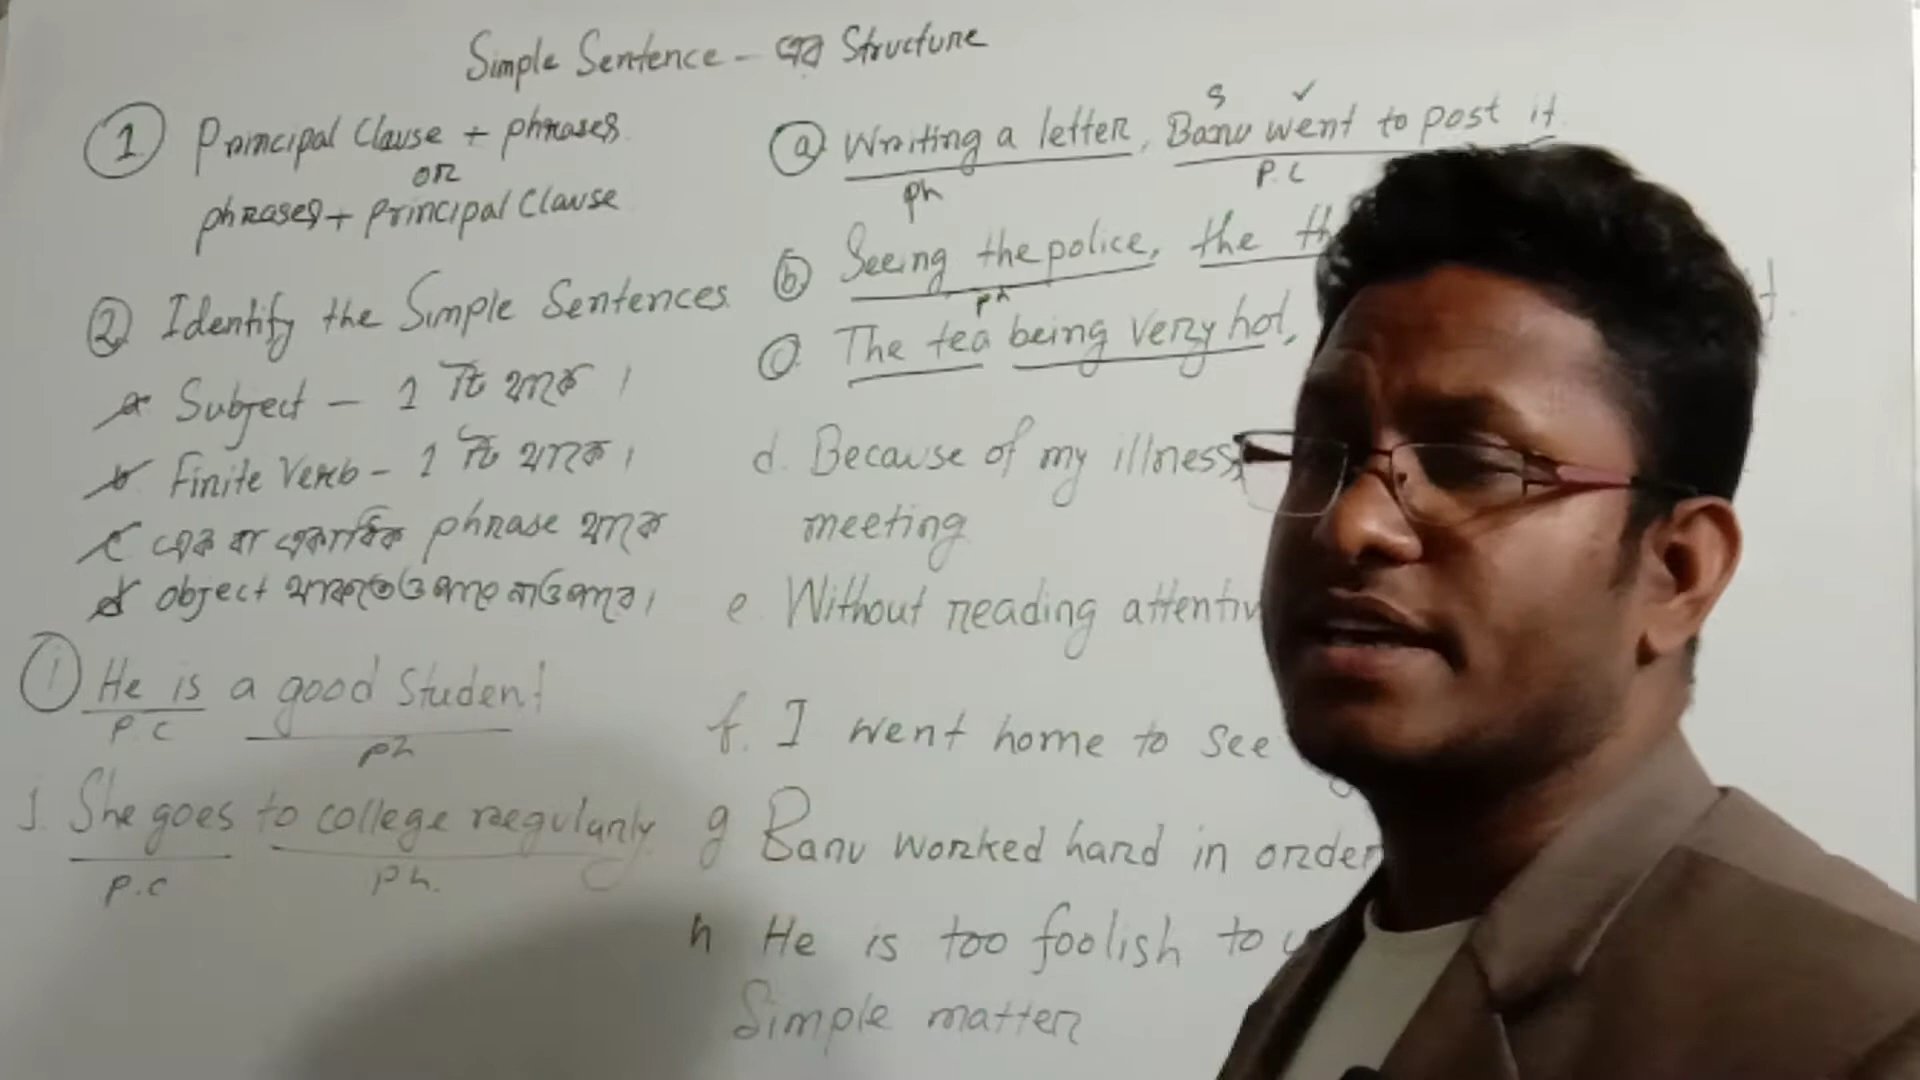 Simple Sentence - এর Structure
1 Principal Clause + phrases
or
phrases + principal Clause
2 Identify the Simple Sentences
a Subject - 1 টি থাকে।
b. Finite Verb - 1 টি থাকে।
c এক বা একাধিক phrase থাকে
d object থাকতেও পারে নাও পারে।
i He is a good student
P.C
ph
j. She goes to college regularly
P.C
ph.
S ✓
a Writing a letter, Banu went to post it
ph
P.C
b Seeing the police, the
ph
c. The tea being very hot,
d. Because of my illness,
meeting
e. Without reading
f. I went home to see
g Banu worked hard in order
h He is too foolish to
Simple matter